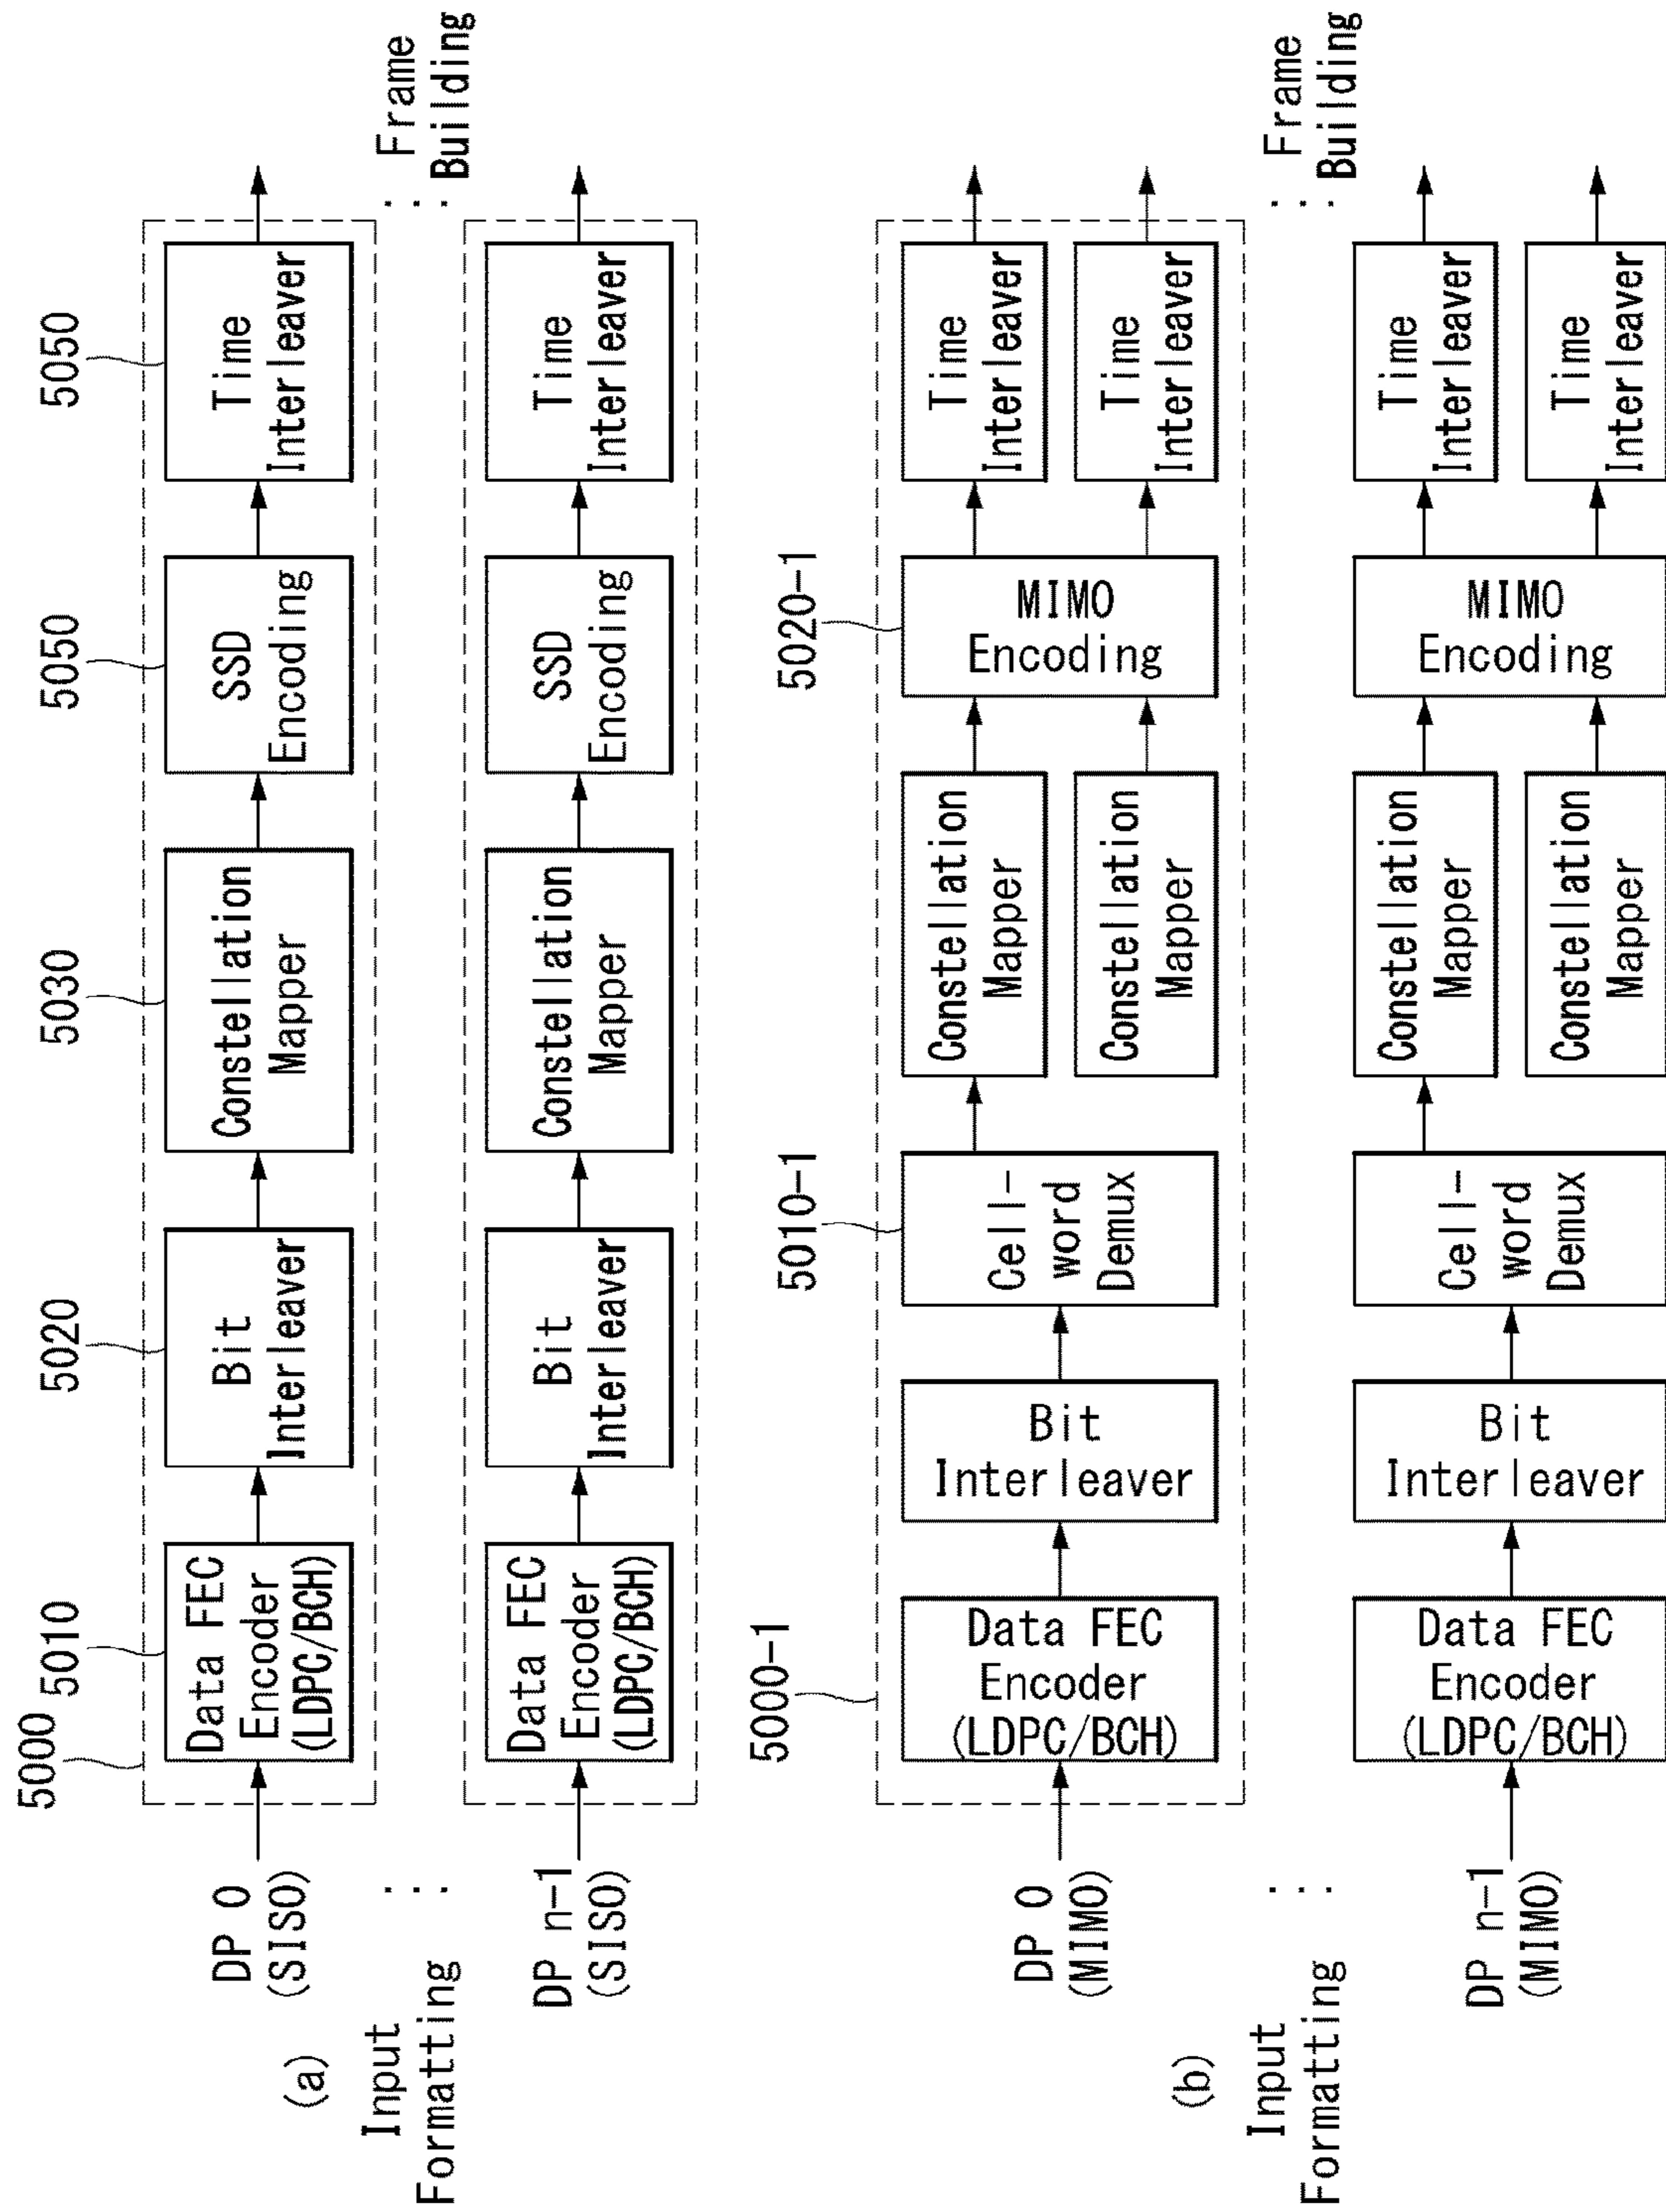 (a)
Input
Formatting
DP 0
(SISO)
⋮
DP n-1
(SISO)
5000
5010
5020
5030
5050
5050
Data FEC
Encoder
(LDPC/BCH)
Bit
Interleaver
Constellation
Mapper
SSD
Encoding
Time
Interleaver
Data FEC
Encoder
(LDPC/BCH)
Bit
Interleaver
Constellation
Mapper
SSD
Encoding
Time
Interleaver
⋮
Frame
Building
(b)
Input
Formatting
DP 0
(MIMO)
⋮
DP n-1
(MIMO)
5000-1
5010-1
5020-1
Data FEC
Encoder
(LDPC/BCH)
Bit
Interleaver
Cell-
word
Demux
Constellation
Mapper
Constellation
Mapper
MIMO
Encoding
Time
Interleaver
Time
Interleaver
Data FEC
Encoder
(LDPC/BCH)
Bit
Interleaver
Cell-
word
Demux
Constellation
Mapper
Constellation
Mapper
MIMO
Encoding
Time
Interleaver
Time
Interleaver
⋮
Frame
Building